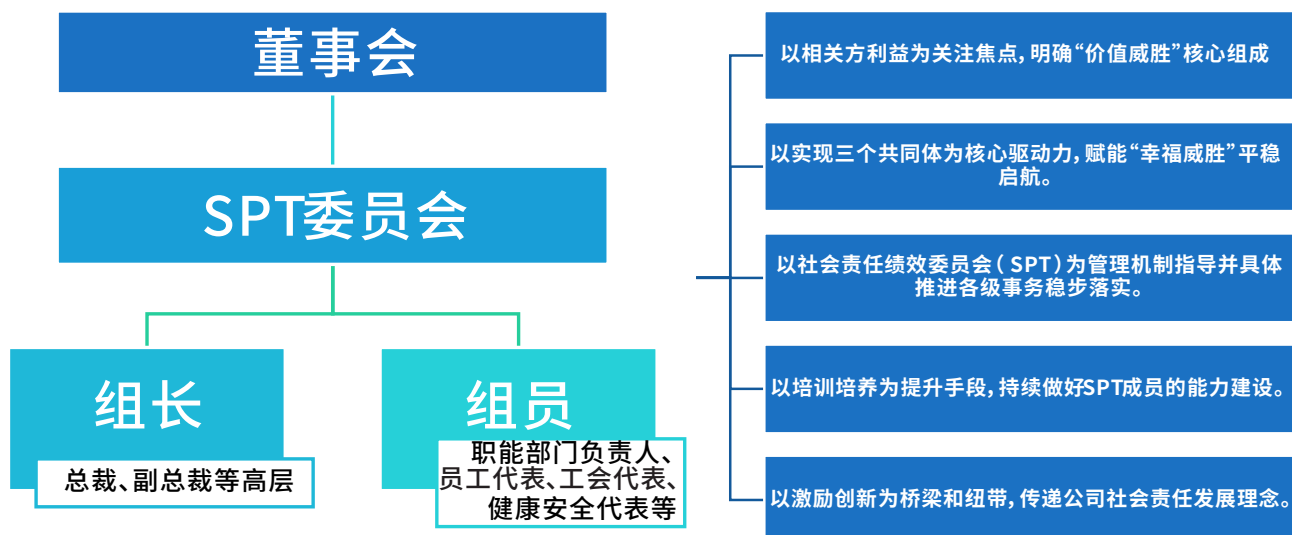 董事会
SPT委员会
组长
总裁、副总裁等高层
组员
职能部门负责人、
员工代表、工会代表、
健康安全代表等
以相关方利益为关注焦点，明确“价值威胜”核心组成
以实现三个共同体为核心驱动力，赋能“幸福威胜”平稳
启航。
以社会责任绩效委员会（ SPT）为管理机制指导并具体
推进各级事务稳步落实。
以培训培养为提升手段，持续做好SPT成员的能力建设。
以激励创新为桥梁和纽带，传递公司社会责任发展理念。